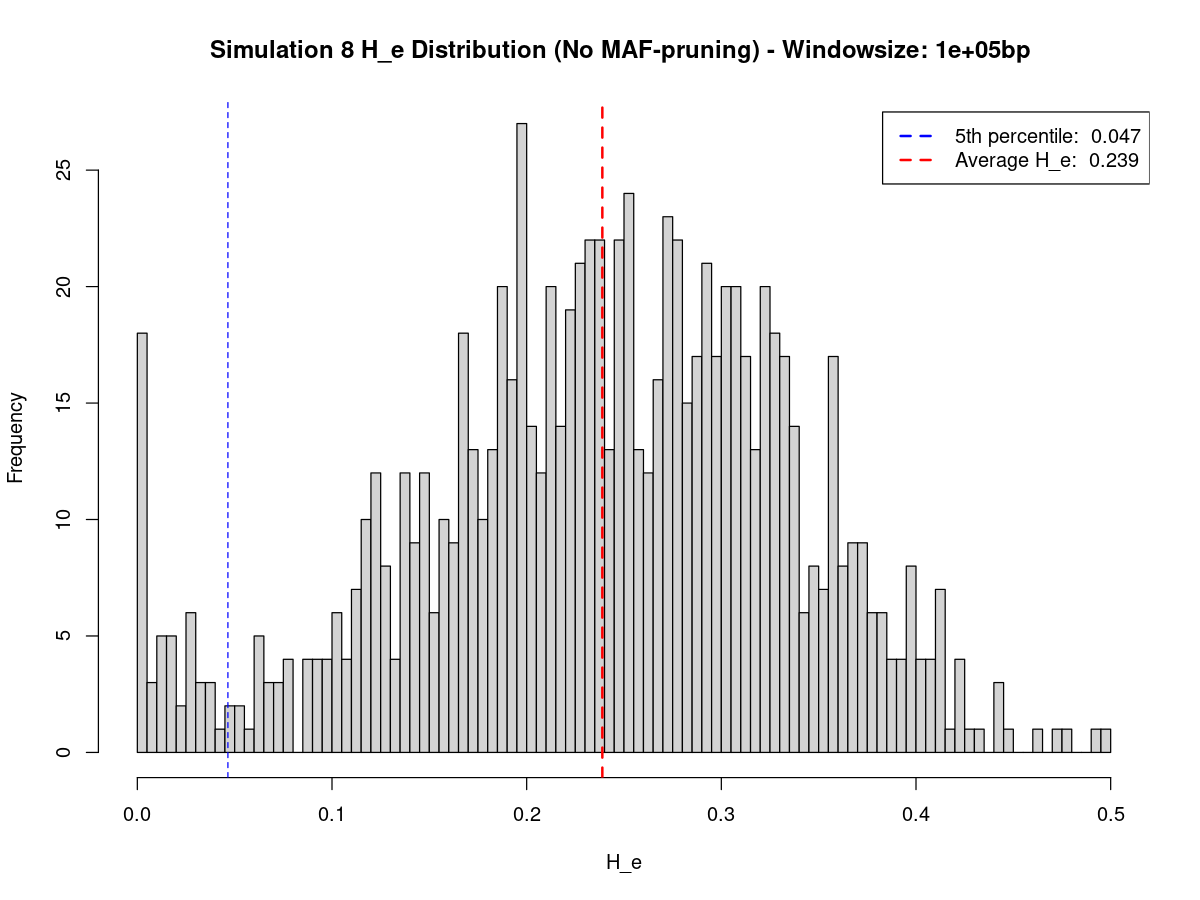 Simulation 8 H_e Distribution (No MAF-pruning) - Windowsize: 1e+05bp
5th percentile: 0.047
Average H_e: 0.239
Frequency
25
20
15
10
5
0
0.0 0.1 0.2 0.3 0.4 0.5
H_e